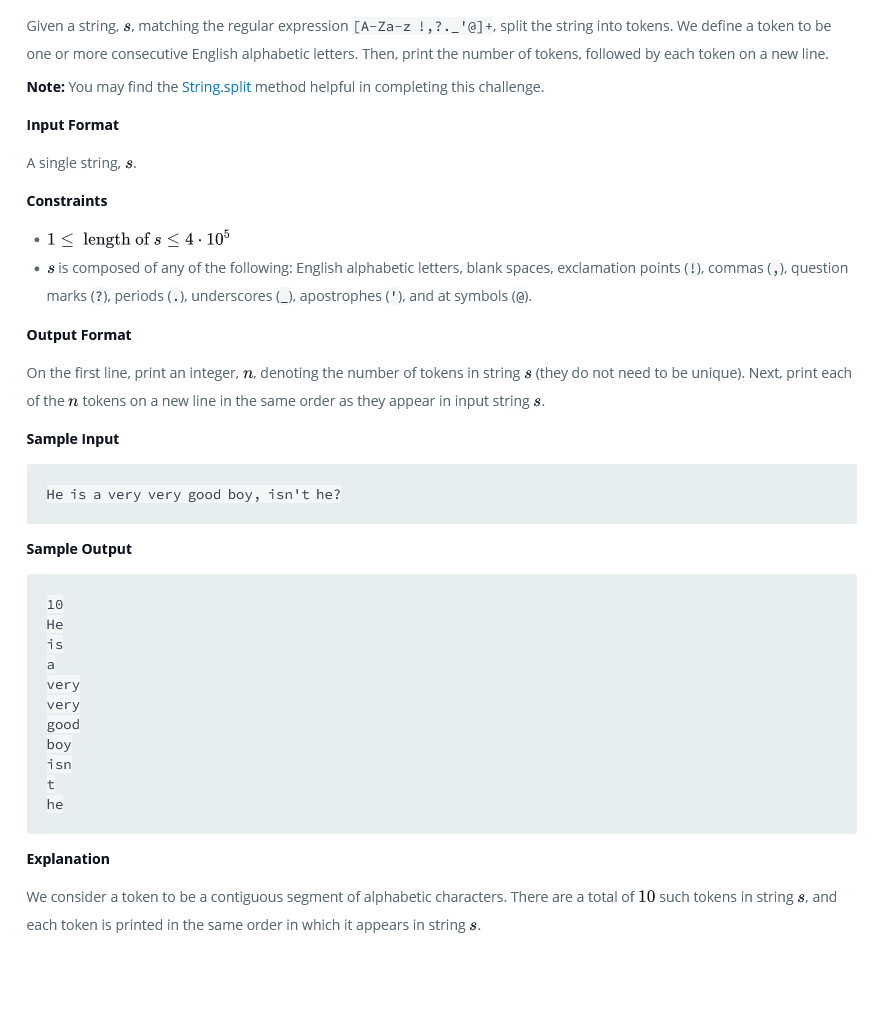 Given a string, s, matching the regular expression [A-Za-z !,?._'@]+, split the string into tokens. We define a token to be
one or more consecutive English alphabetic letters. Then, print the number of tokens, followed by each token on a new line.
Note: You may find the String.split method helpful in completing this challenge.
Input Format
A single string, s.
Constraints
• 1 ≤ length of s ≤ 4 · 10⁵
• s is composed of any of the following: English alphabetic letters, blank spaces, exclamation points (!), commas (,), question
marks (?), periods (.), underscores (_), apostrophes ('), and at symbols (@).
Output Format
On the first line, print an integer, n, denoting the number of tokens in string s (they do not need to be unique). Next, print each
of the n tokens on a new line in the same order as they appear in input string s.
Sample Input
He is a very very good boy, isn't he?
Sample Output
10
He
is
a
very
very
good
boy
isn
t
he
Explanation
We consider a token to be a contiguous segment of alphabetic characters. There are a total of 10 such tokens in string s, and
each token is printed in the same order in which it appears in string s.